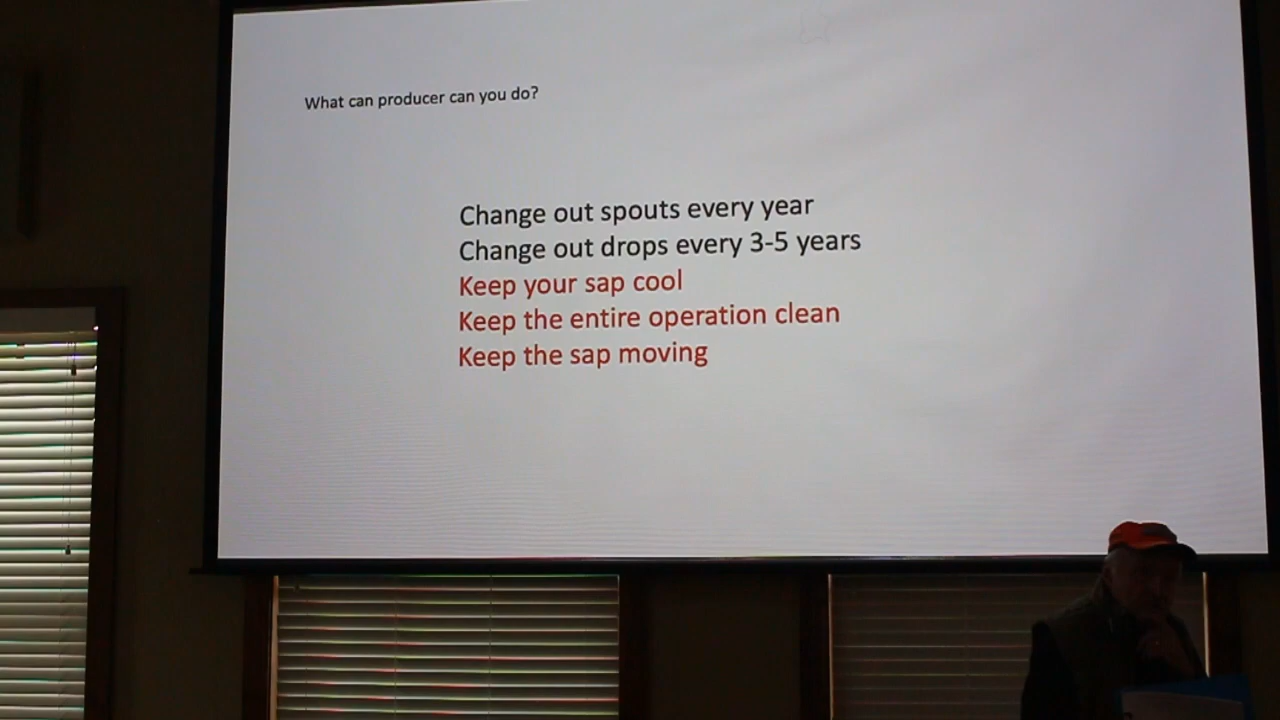 What can producer can you do?
Change out spouts every year
Change out drops every 3-5 years
Keep your sap cool
Keep the entire operation clean
Keep the sap moving